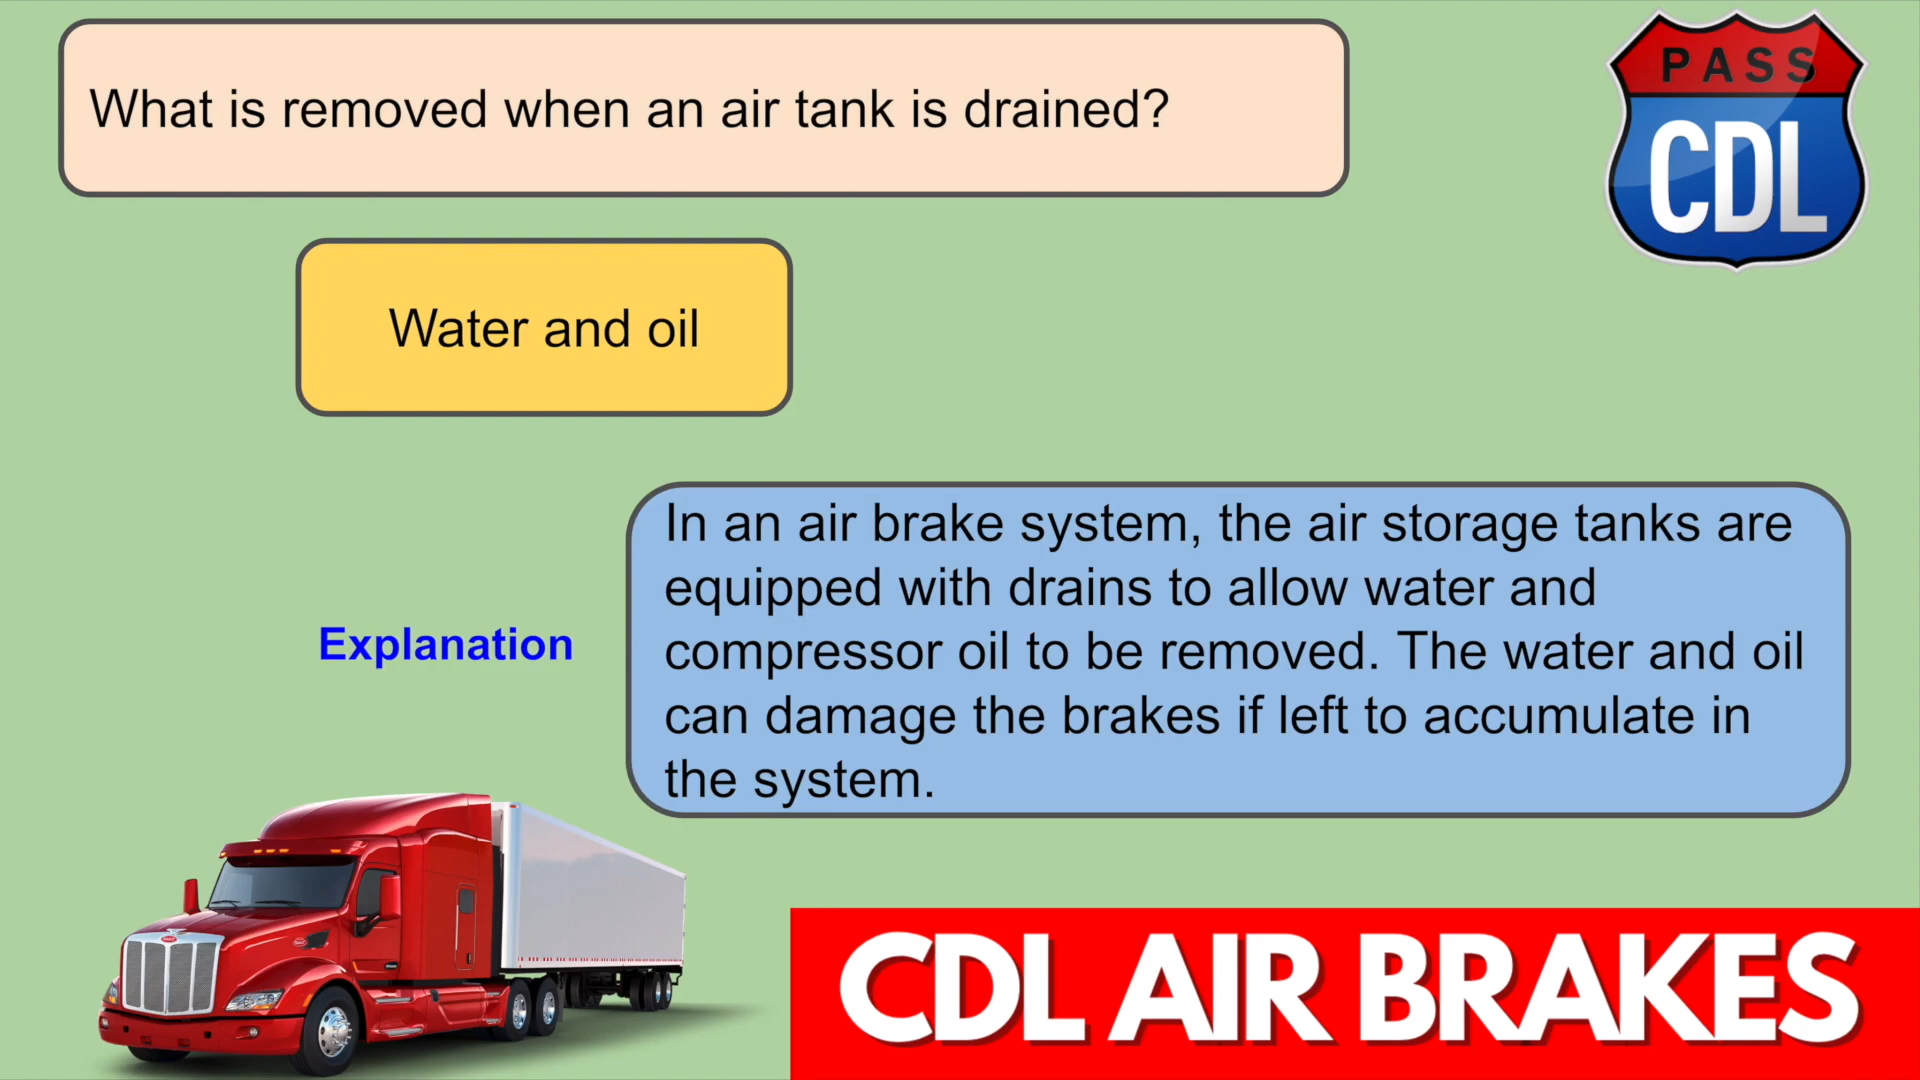 What is removed when an air tank is drained?
PASS
CDL
Water and oil
Explanation
In an air brake system, the air storage tanks are
equipped with drains to allow water and
compressor oil to be removed. The water and oil
can damage the brakes if left to accumulate in
the system.
CDL AIR BRAKES